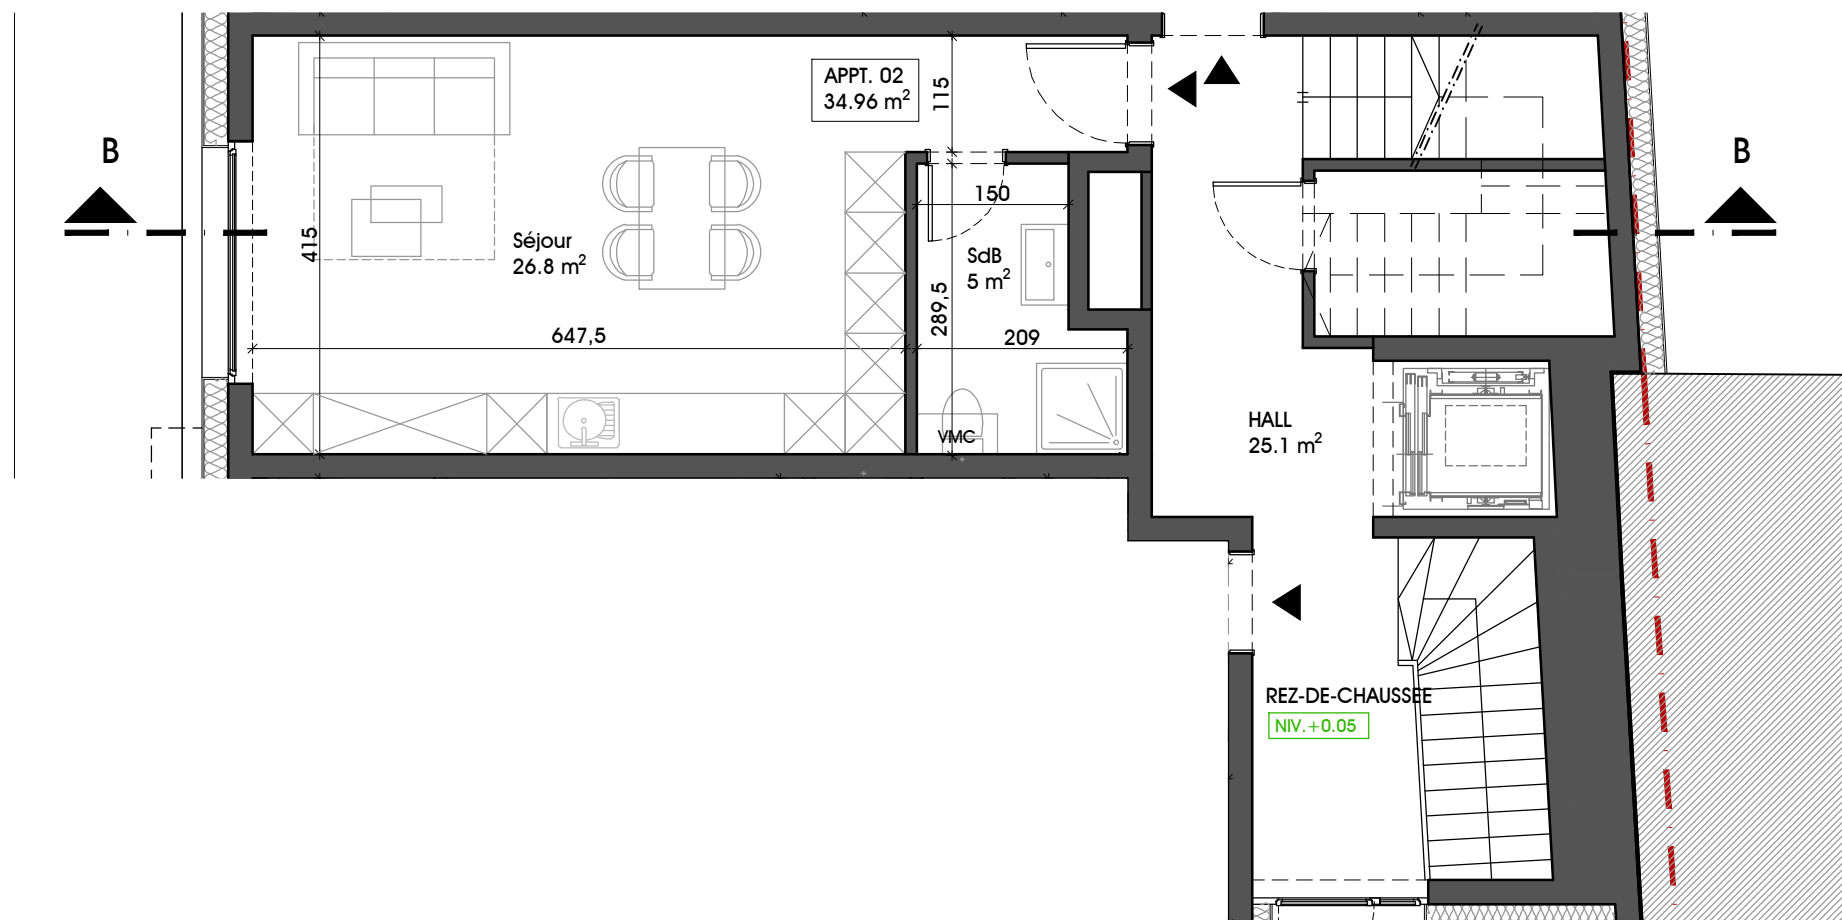 APPT. 02
34.96 m²
115
B
B
150
415
Séjour
26.8 m²
SdB
5 m²
289,5
647,5
209
HALL
25.1 m²
VMC
REZ-DE-CHAUSSEE
NIV.+0.05